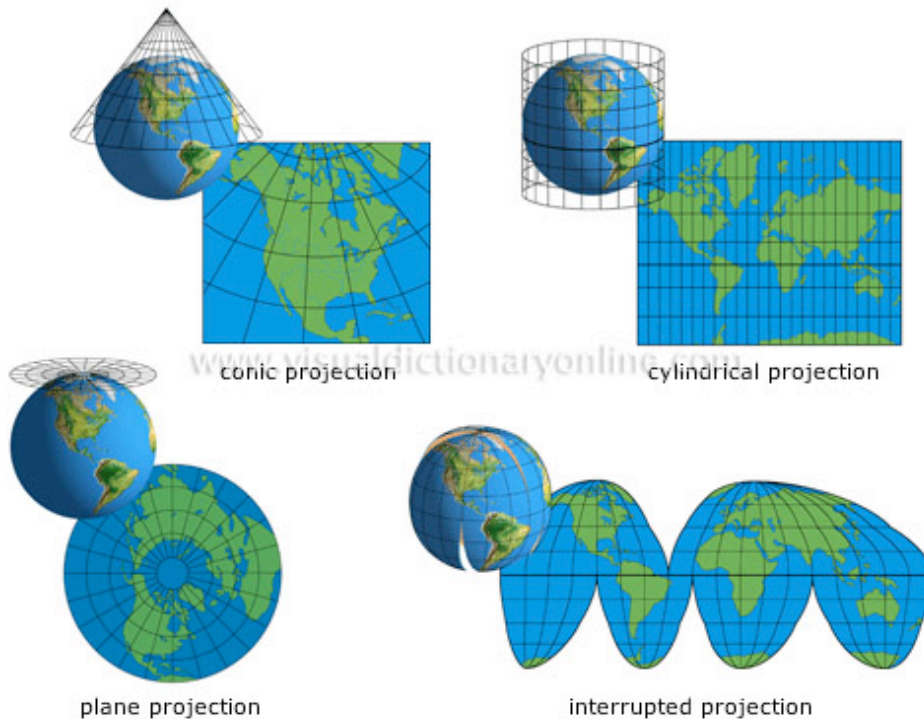 www.visualdictionaryonline.com
conic projection
cylindrical projection
plane projection
interrupted projection